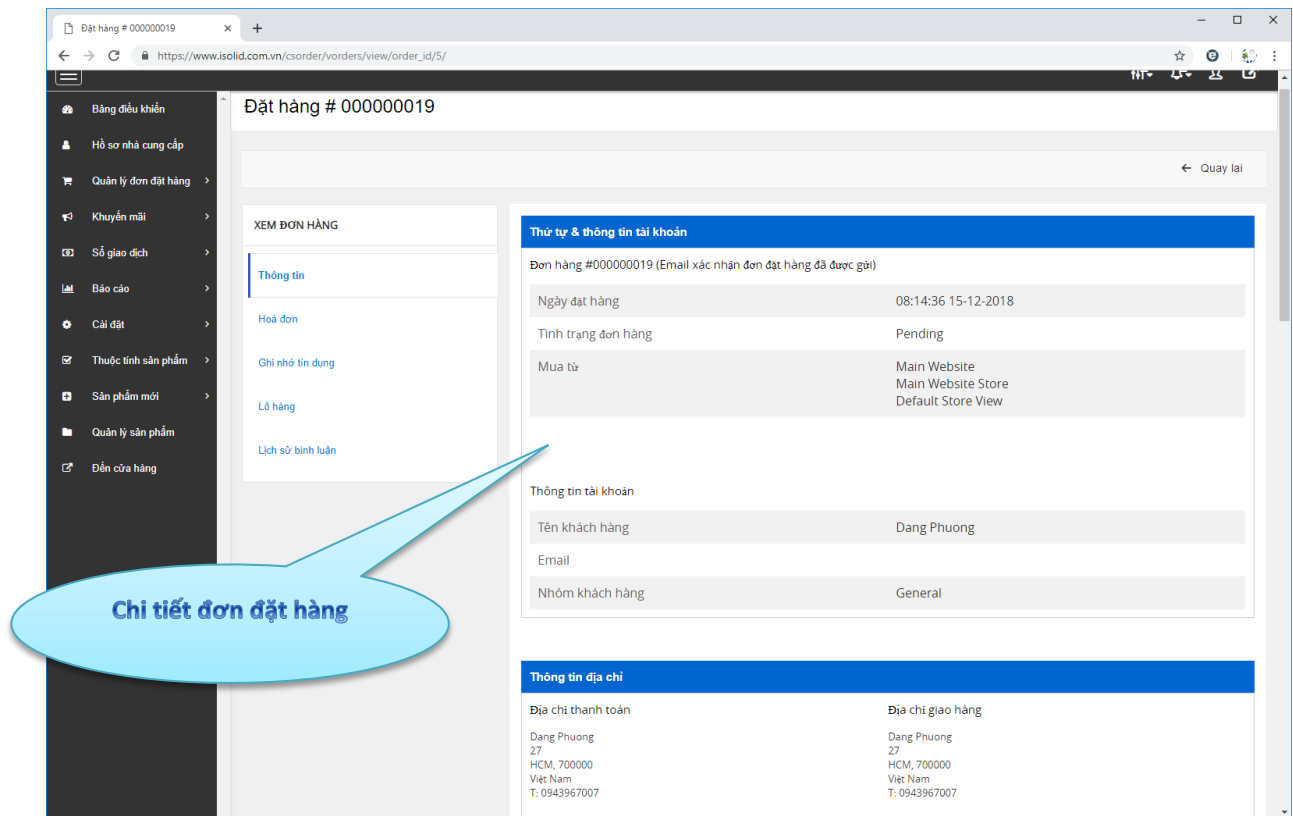 Đặt hàng # 000000019
https://www.isolid.com.vn/csorder/vorders/view/order_id/5/
Bảng điều khiển
Hồ sơ nhà cung cấp
Quản lý đơn đặt hàng
Khuyến mãi
Sổ giao dịch
Báo cáo
Cài đặt
Thuộc tính sản phẩm
Sản phẩm mới
Quản lý sản phẩm
Đến cửa hàng
Đặt hàng # 000000019
Quay lại
XEM ĐƠN HÀNG
Thông tin
Hoá đơn
Ghi nhớ tín dụng
Lô hàng
Lịch sử bình luận
Thứ tự & thông tin tài khoản
Đơn hàng #000000019 (Email xác nhận đơn đặt hàng đã được gửi)
Ngày đặt hàng 08:14:36 15-12-2018
Tình trạng đơn hàng Pending
Mua từ Main Website
Main Website Store
Default Store View
Thông tin tài khoản
Tên khách hàng Dang Phuong
Email
Nhóm khách hàng General
Chi tiết đơn đặt hàng
Thông tin địa chỉ
Địa chỉ thanh toán
Dang Phuong
27
HCM, 700000
Việt Nam
T: 0943967007
Địa chỉ giao hàng
Dang Phuong
27
HCM, 700000
Việt Nam
T: 0943967007